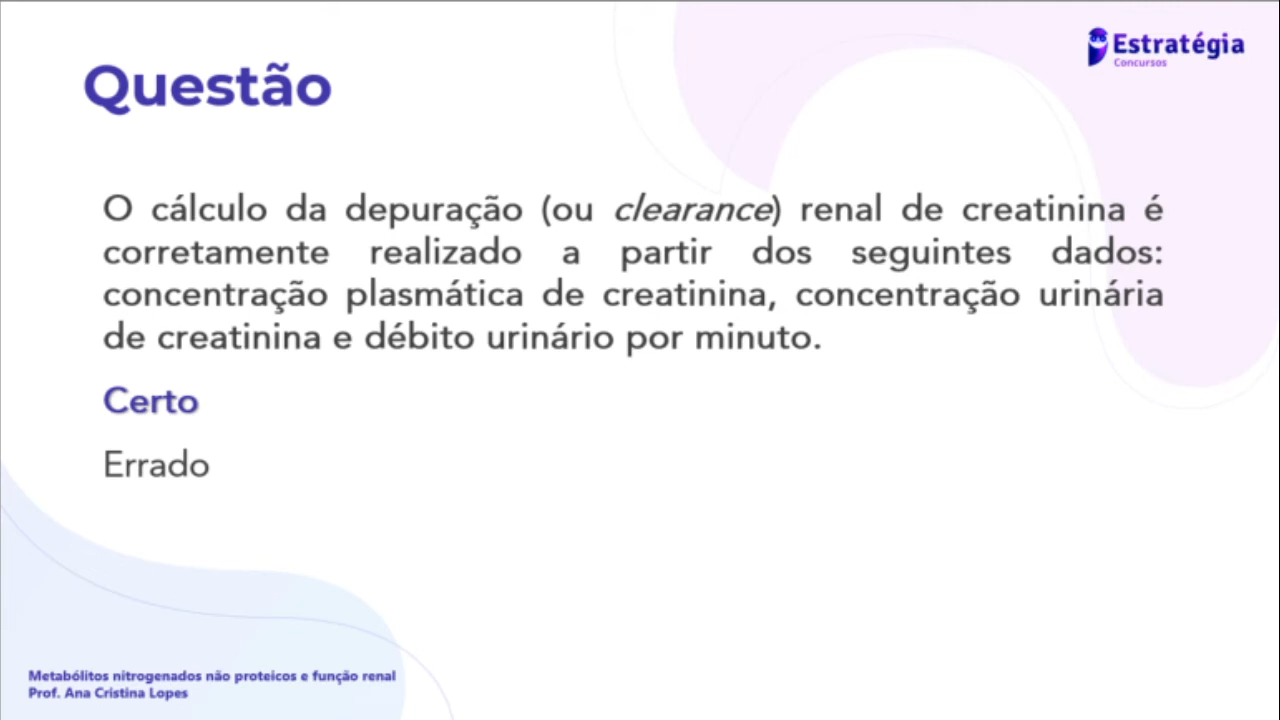 Estratégia
Concursos
Questão
O cálculo da depuração (ou clearance) renal de creatinina é
corretamente realizado a partir dos seguintes dados:
concentração plasmática de creatinina, concentração urinária
de creatinina e débito urinário por minuto.
Certo
Errado
Metabólitos nitrogenados não proteicos e função renal
Prof. Ana Cristina Lopes